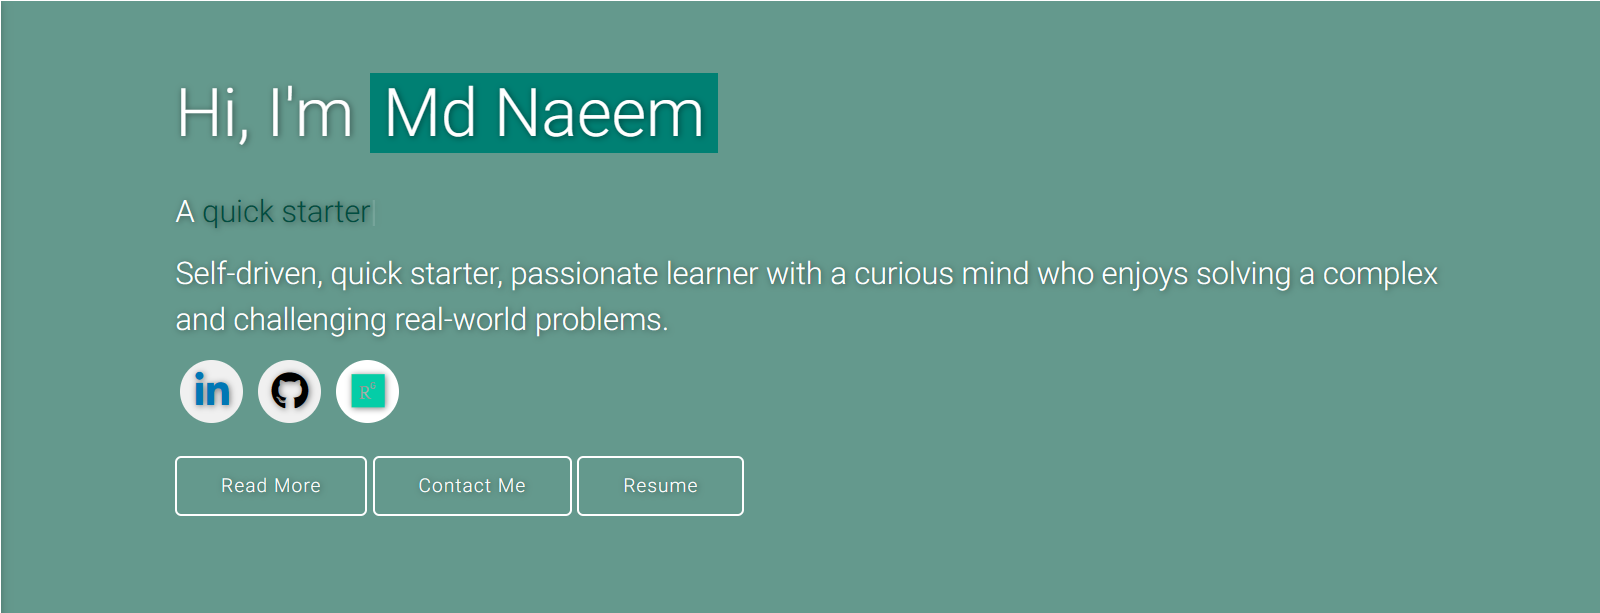 Hi, I'm Md Naeem
A quick starter
Self-driven, quick starter, passionate learner with a curious mind who enjoys solving a complex
and challenging real-world problems.
in
R^G
Read More Contact Me Resume